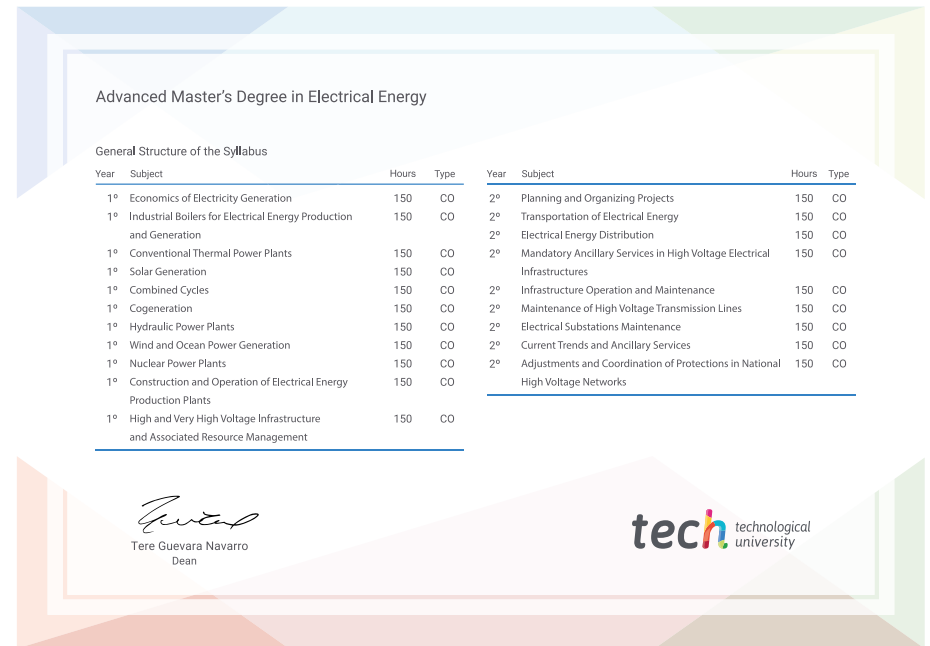 Advanced Master's Degree in Electrical Energy
General Structure of the Syllabus
Year Subject Hours Type
1º Economics of Electricity Generation 150 CO
1º Industrial Boilers for Electrical Energy Production 150 CO
and Generation
1º Conventional Thermal Power Plants 150 CO
1º Solar Generation 150 CO
1º Combined Cycles 150 CO
1º Cogeneration 150 CO
1º Hydraulic Power Plants 150 CO
1º Wind and Ocean Power Generation 150 CO
1º Nuclear Power Plants 150 CO
1º Construction and Operation of Electrical Energy 150 CO
Production Plants
1º High and Very High Voltage Infrastructure 150 CO
and Associated Resource Management
Year Subject Hours Type
2º Planning and Organizing Projects 150 CO
2º Transportation of Electrical Energy 150 CO
2º Electrical Energy Distribution 150 CO
2º Mandatory Ancillary Services in High Voltage Electrical 150 CO
Infrastructures
2º Infrastructure Operation and Maintenance 150 CO
2º Maintenance of High Voltage Transmission Lines 150 CO
2º Electrical Substations Maintenance 150 CO
2º Current Trends and Ancillary Services 150 CO
2º Adjustments and Coordination of Protections in National 150 CO
High Voltage Networks
Tere Guevara Navarro
Dean
tech technological
university